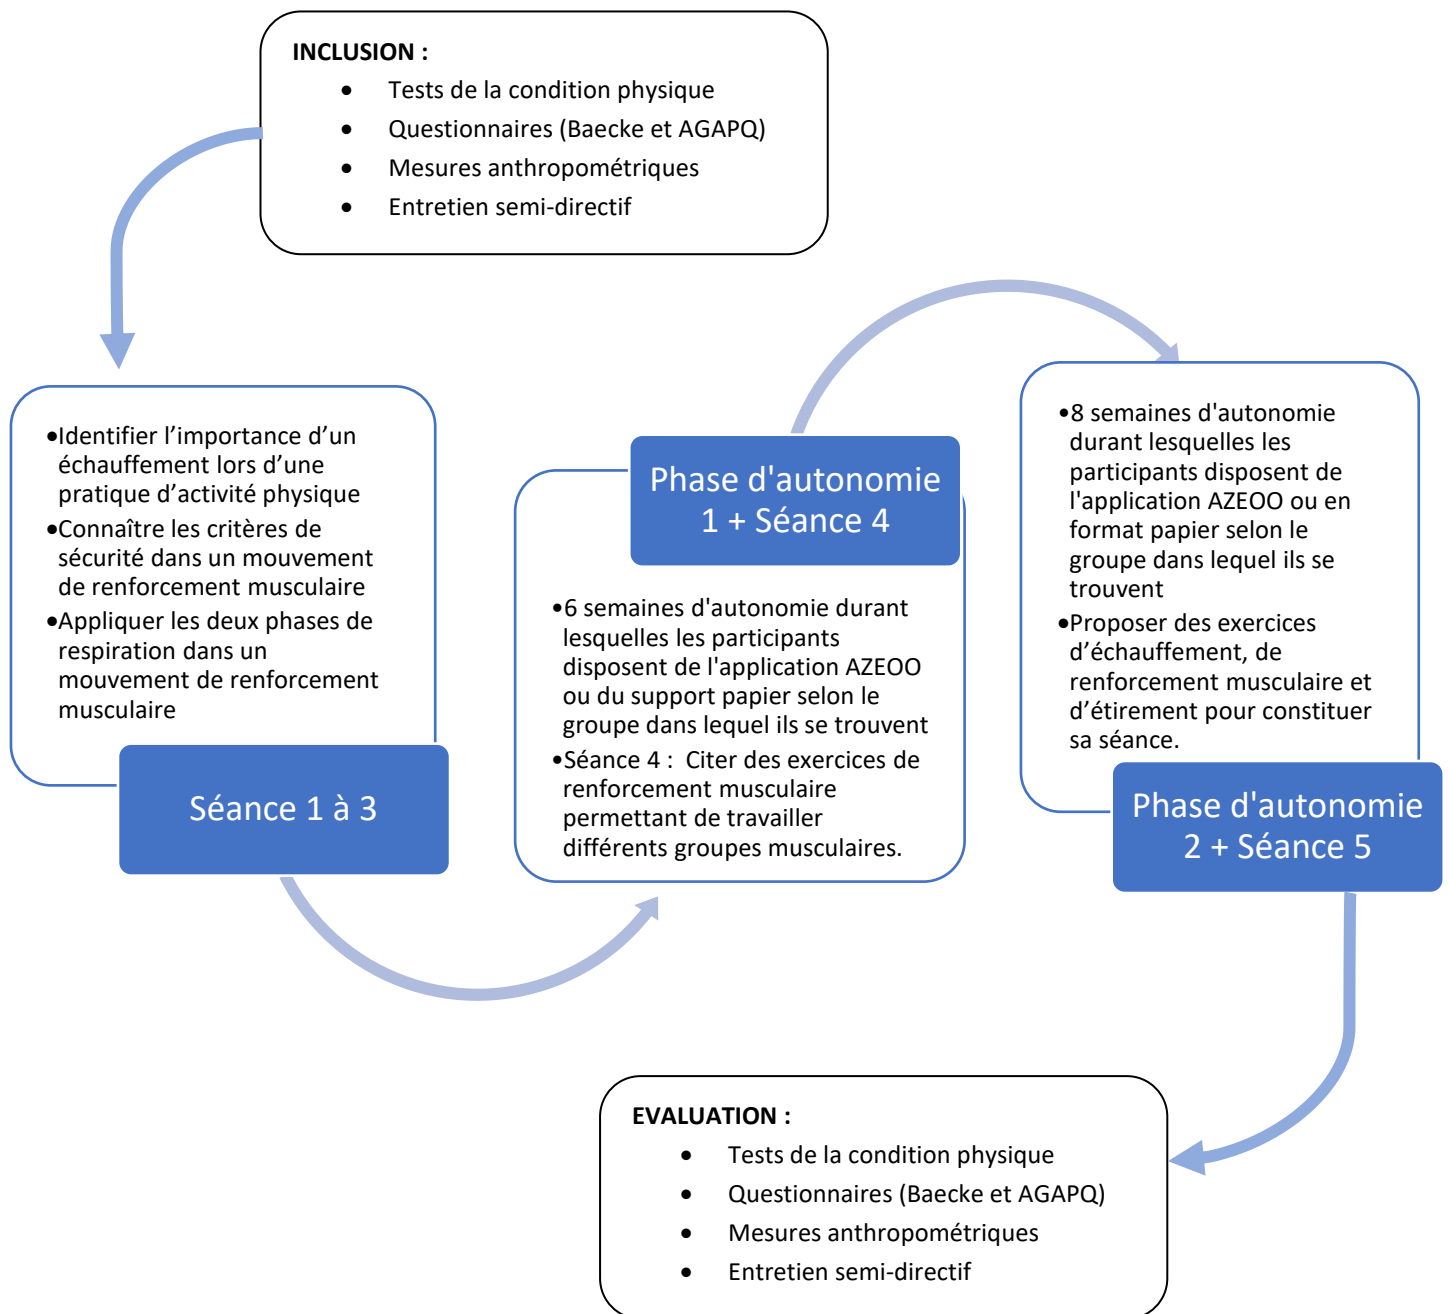 INCLUSION :
• Tests de la condition physique
• Questionnaires (Baecke et AGAPQ)
• Mesures anthropométriques
• Entretien semi-directif
•Identifier l’importance d’un
échauffement lors d’une
pratique d’activité physique
•Connaître les critères de
sécurité dans un mouvement
de renforcement musculaire
•Appliquer les deux phases de
respiration dans un
mouvement de renforcement
musculaire
Séance 1 à 3
Phase d'autonomie
1 + Séance 4
•6 semaines d'autonomie durant
lesquelles les participants
disposent de l'application AZEOO
ou du support papier selon le
groupe dans lequel ils se trouvent
•Séance 4 : Citer des exercices de
renforcement musculaire
permettant de travailler
différents groupes musculaires.
•8 semaines d'autonomie
durant lesquelles les
participants disposent de
l'application AZEOO ou en
format papier selon le
groupe dans lequel ils se
trouvent
•Proposer des exercices
d’échauffement, de
renforcement musculaire et
d’étirement pour constituer
sa séance.
Phase d'autonomie
2 + Séance 5
EVALUATION :
• Tests de la condition physique
• Questionnaires (Baecke et AGAPQ)
• Mesures anthropométriques
• Entretien semi-directif